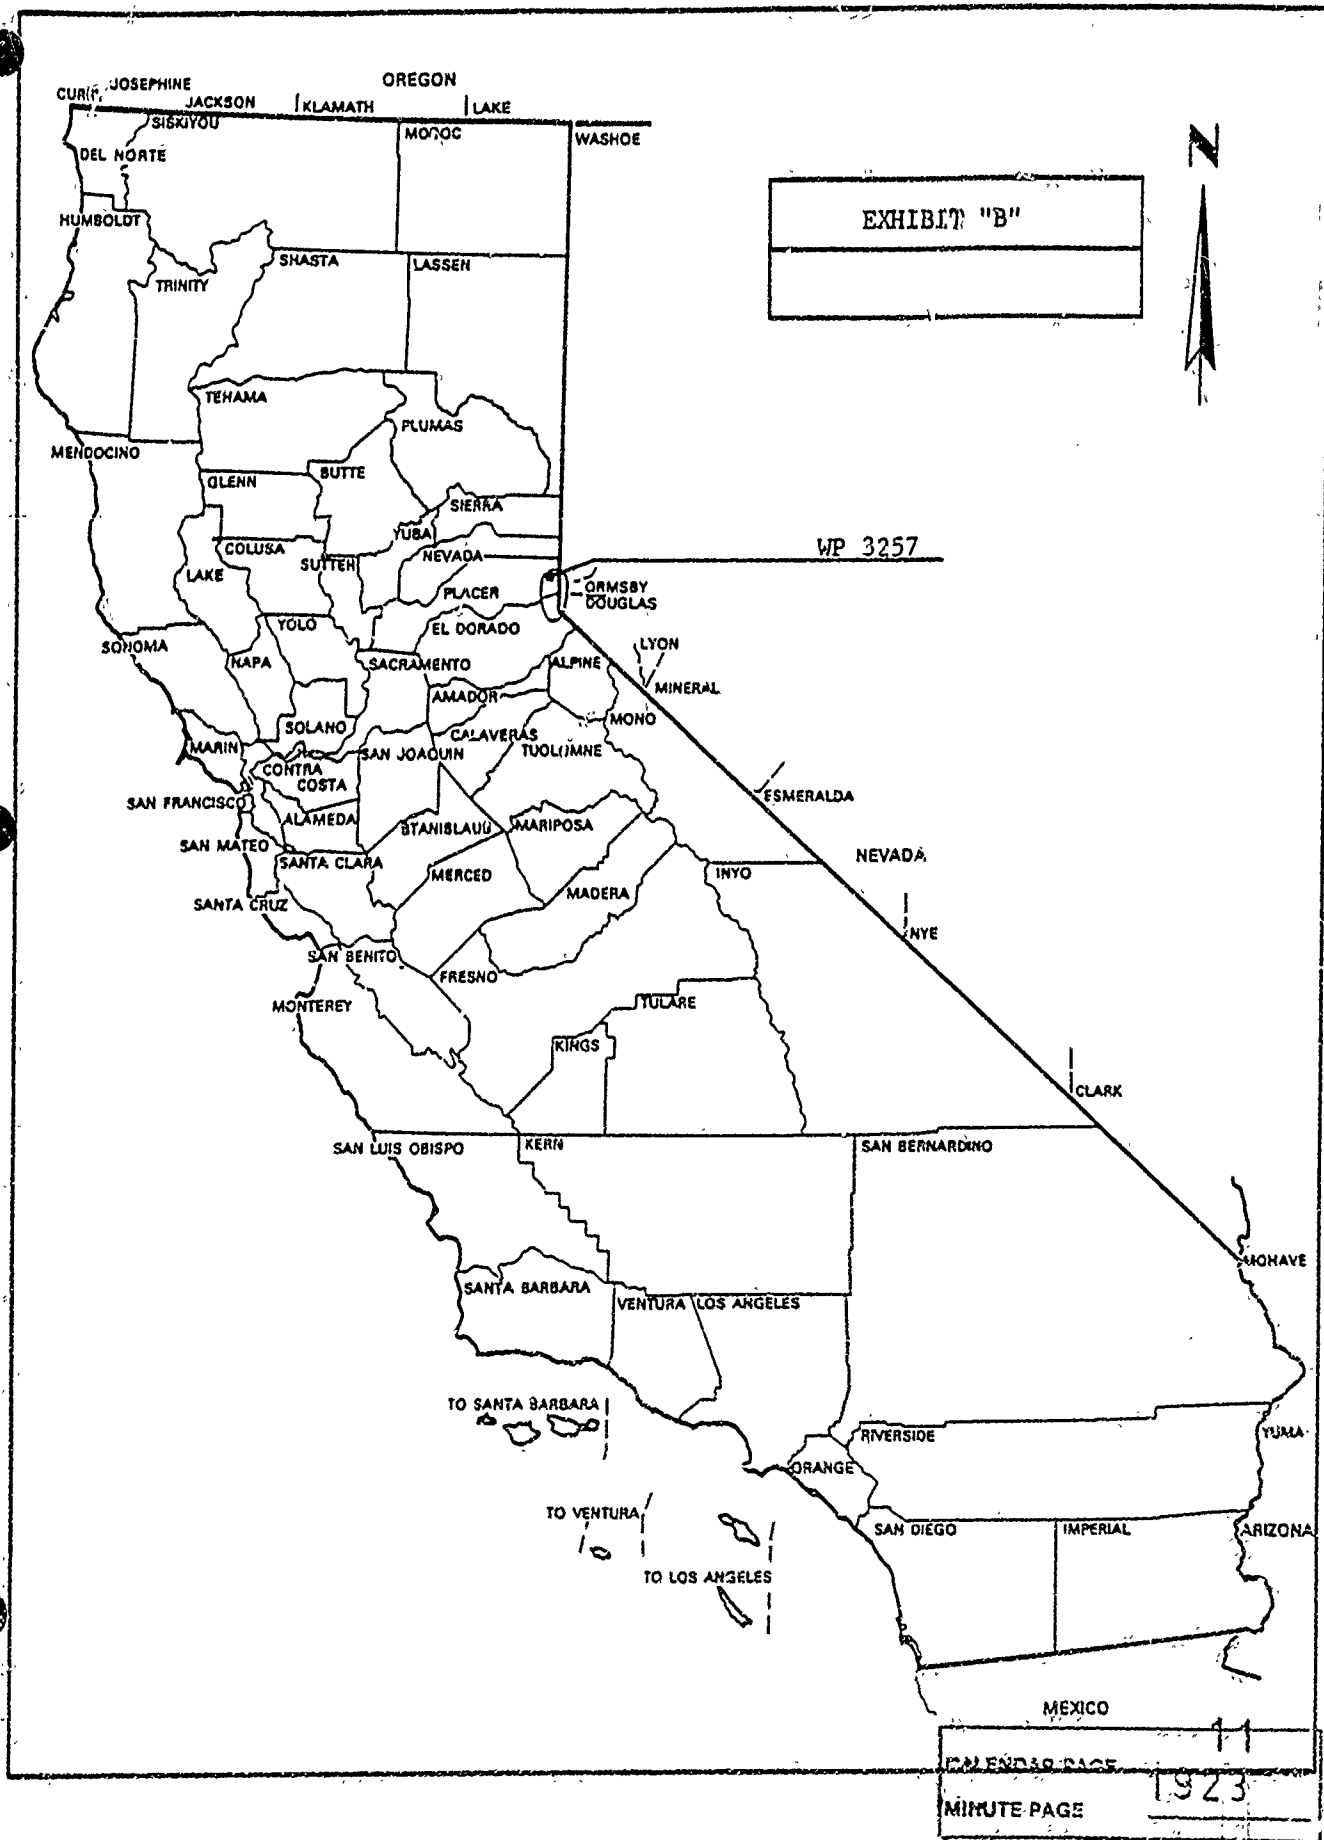 OREGON
JOSEPHINE
JACKSON
KLAMATH
LAKE
SISKIYOU
WASHOE
DEL NORTE
N
EXHIBIT "B"
HUMBOLDT
SHASTA
LASSEN
TRINITY
TEHAMA
PLUMAS
MENDOCINO
BUTTE
GLENN
SIERRA
YUBA
COLUSA
NEVADA
WP 3257
LAKE
PLACER
ORMSBY
DOUGLAS
YOLO
EL DORADO
SONOMA
LYON
NAPA
SACRAMENTO
ALPINE
MINERAL
AMADOR
MONO
SOLANO
CALAVERAS
MARIN
SAN JOAQUIN
TUOLUMNE
CONTRA
COSTA
SAN FRANCISCO
ESMERALDA
ALAMEDA
MARIPOSA
SAN MATEO
SANTA CLARA
NEVADA
MERCED
INYO
MADERA
SANTA CRUZ
NYE
SAN BENITO
FRESNO
MONTEREY
TULARE
KINGS
CLARK
SAN LUIS OBISPO
KERN
SAN BERNARDINO
MOHAVE
SANTA BARBARA
VENTURA
LOS ANGELES
TO SANTA BARBARA
RIVERSIDE
YUMA
ORANGE
TO VENTURA
SAN DIEGO
IMPERIAL
ARIZONA
TO LOS ANGELES
MEXICO
11
CALENDAR PAGE
1923
MINUTE PAGE